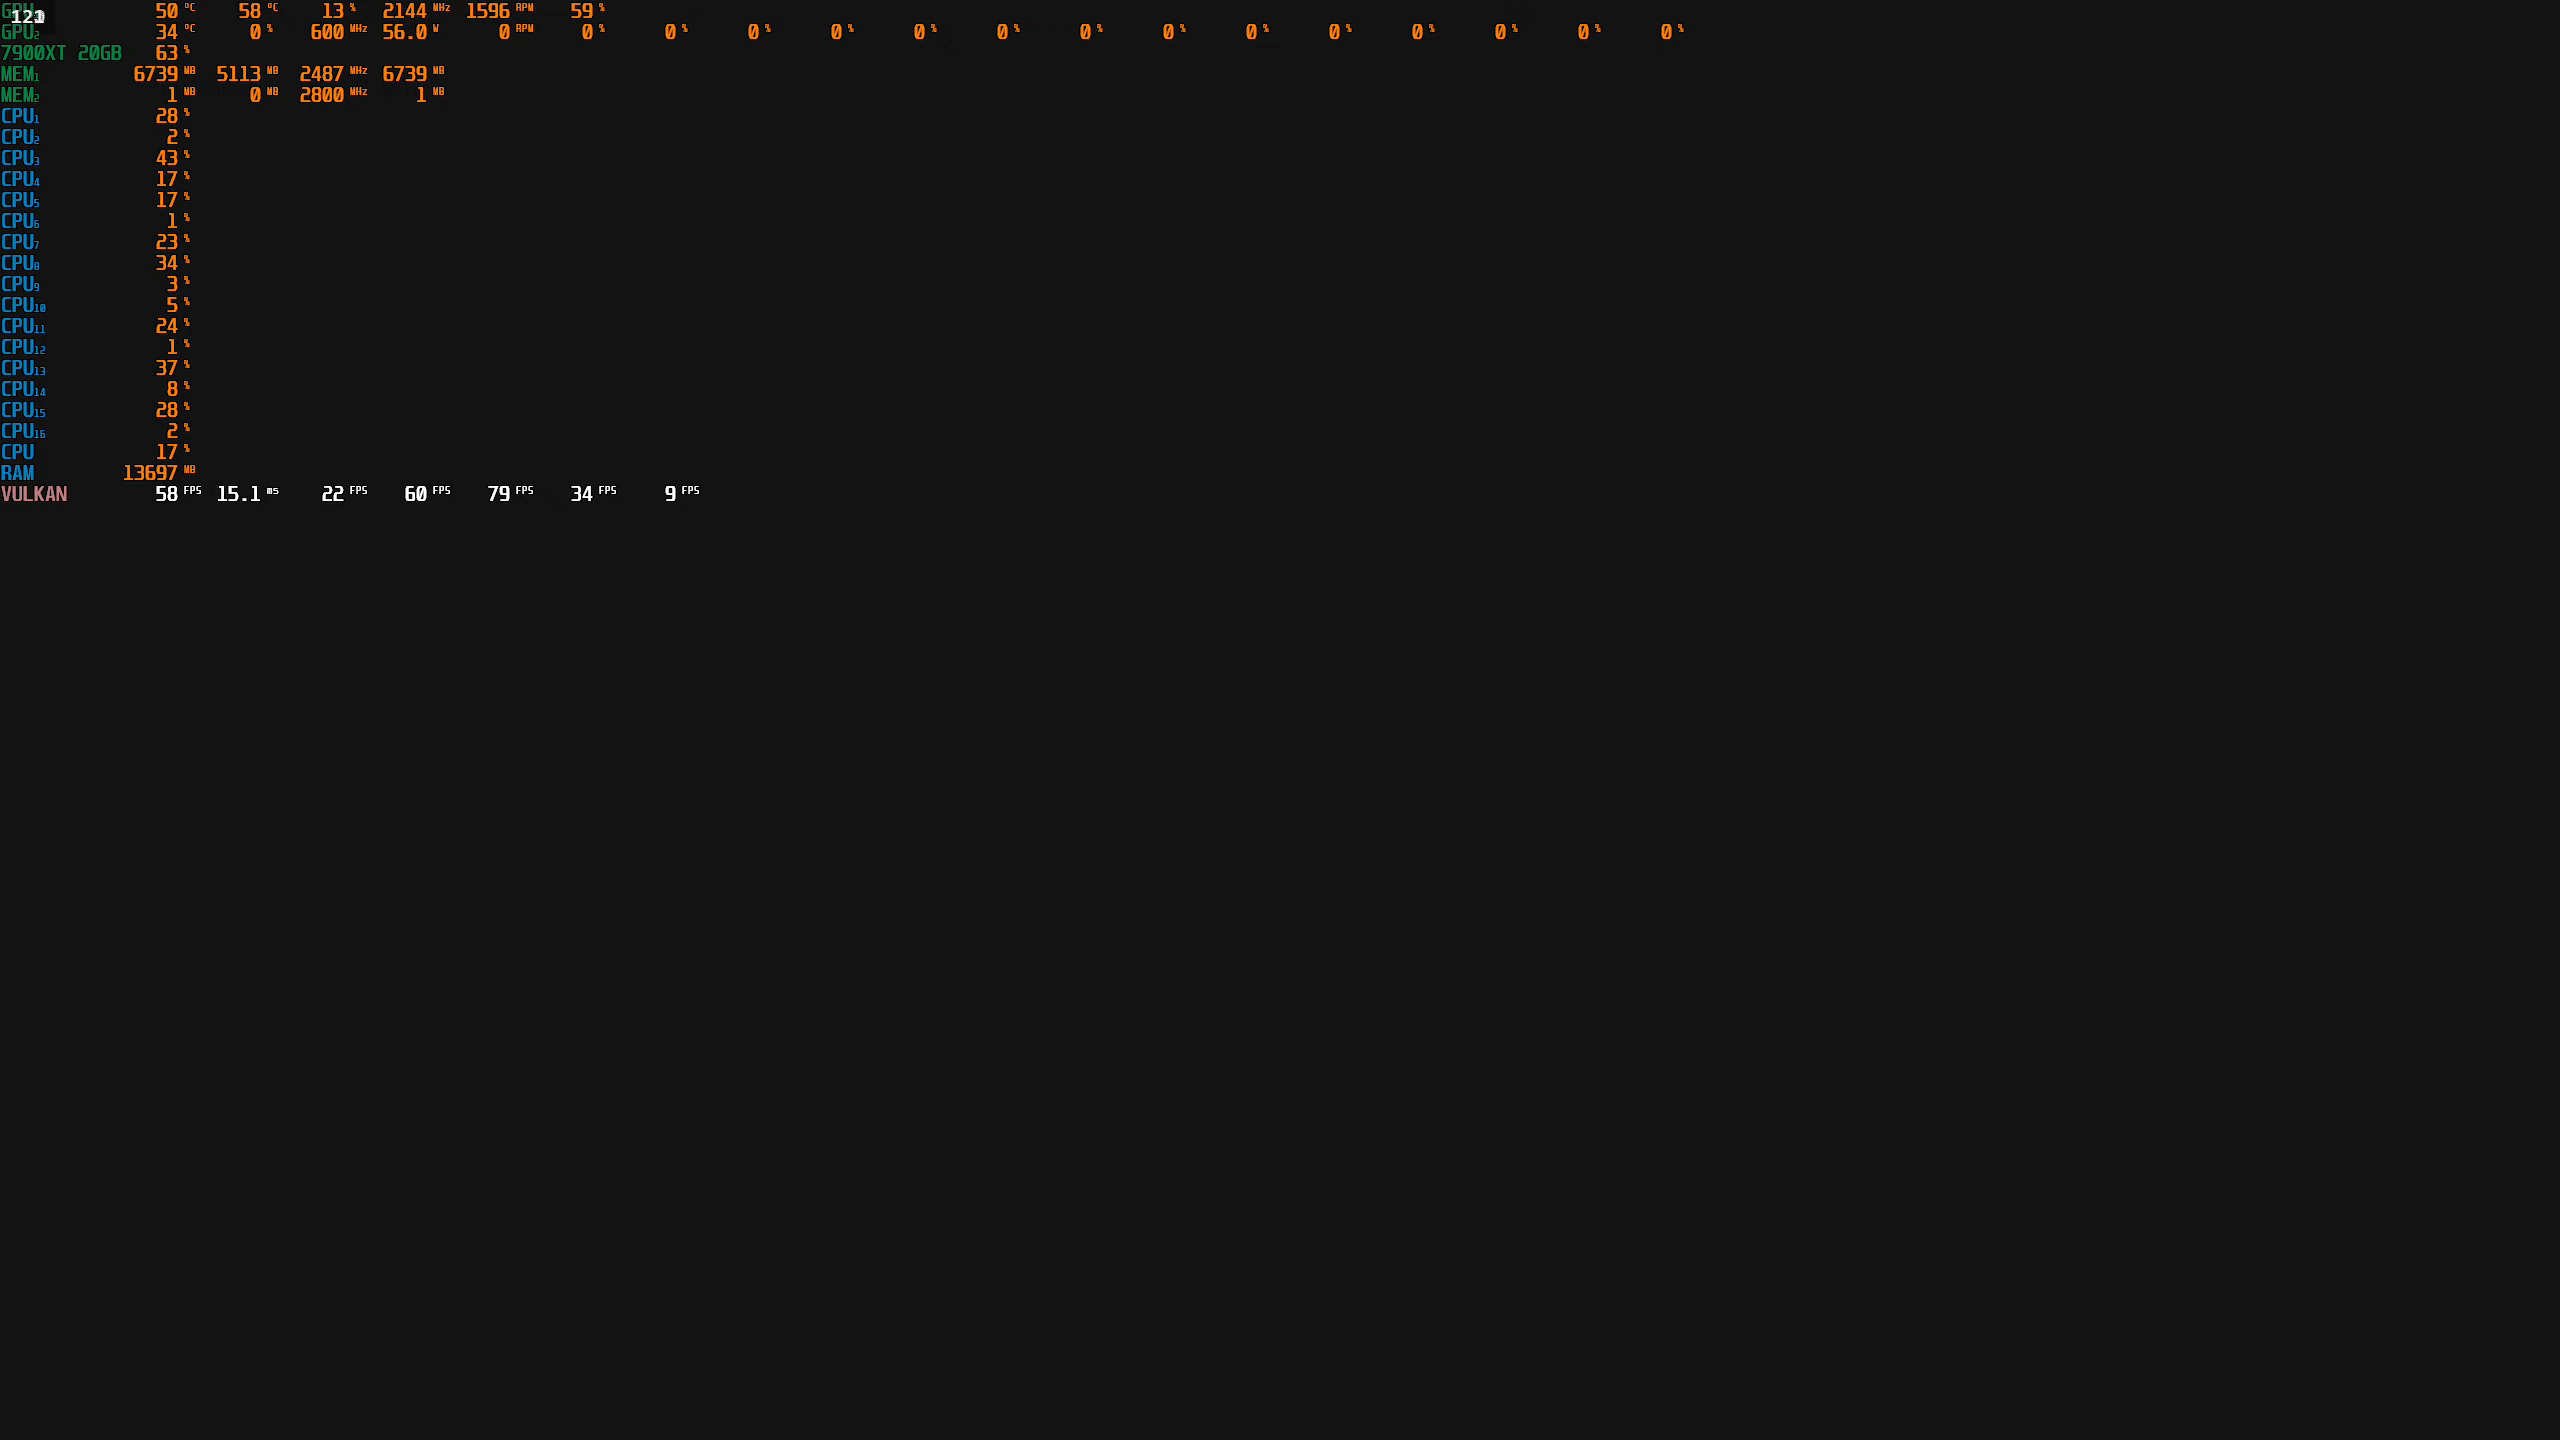 121
50 °C 58 °C 13 % 2144 MHz 1596 RPM 59 %
GPU2 34 °C 0 % 600 MHz 56.0 W 0 RPM 0 % 0 % 0 % 0 % 0 % 0 % 0 % 0 % 0 % 0 % 0 % 0 % 0 % 0 %
7900XT 20GB 63 %
MEM1 6739 MB 5113 MB 2487 MHz 6739 MB
MEM2 1 MB 0 MB 2800 MHz 1 MB
CPU1 28 %
CPU2 2 %
CPU3 43 %
CPU4 17 %
CPU5 17 %
CPU6 1 %
CPU7 23 %
CPU8 34 %
CPU9 3 %
CPU10 5 %
CPU11 24 %
CPU12 1 %
CPU13 37 %
CPU14 8 %
CPU15 28 %
CPU16 2 %
CPU 17 %
RAM 13697 MB
VULKAN 58 FPS 15.1 ms 22 FPS 60 FPS 79 FPS 34 FPS 9 FPS